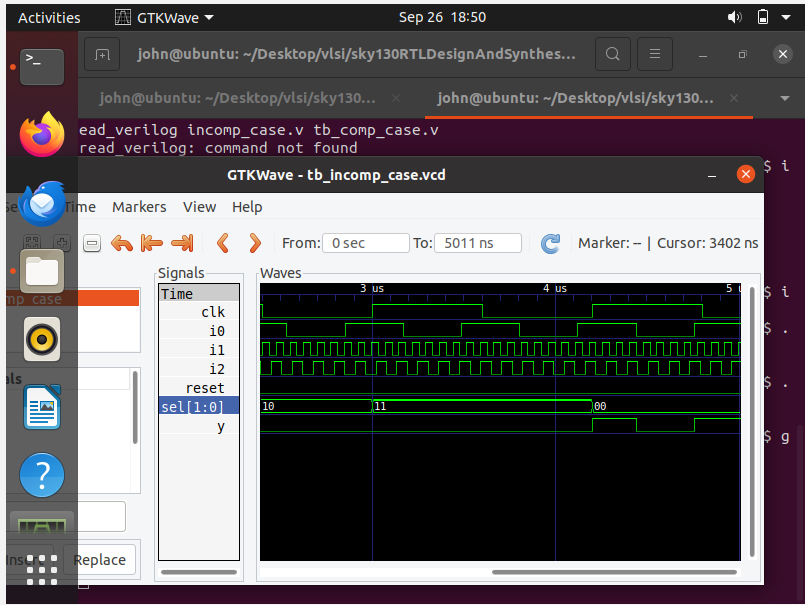 Activities GTKWave Sep 26 18:50
john@ubuntu: ~/Desktop/vlsi/sky130RTLDesignAndSynthes...
john@ubuntu: ~/Desktop/vlsi/sky130... × john@ubuntu: ~/Desktop/vlsi/sky130... ×
ead_verilog incomp_case.v tb_comp_case.v
read_verilog: command not found
$ i
GTKWave - tb_incomp_case.vcd
Time Markers View Help
From: 0 sec To: 5011 ns Marker: -- | Cursor: 3402 ns
Signals Waves
Time 3 us 4 us 5 u
$ i
mp_case
clk
i0
$ .
i1
i2
reset
$ .
als
sel[1:0] 10 11 00
y
$ g
Insert Replace